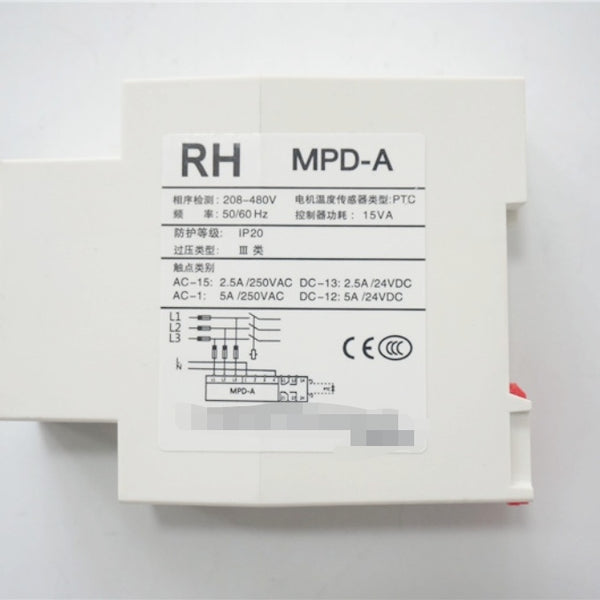 RH MPD-A
相序检测: 208-480V 电机温度传感器类型: PTC
频 率: 50/60 Hz 控制器功耗: 15VA
防护等级: IP20
过压类型: III 类
触点类别
AC-15: 2.5A/250VAC DC-13: 2.5A/24VDC
AC-1: 5A/250VAC DC-12: 5A/24VDC
L1
L2
L3
L
N
MPD-A
CE CCC